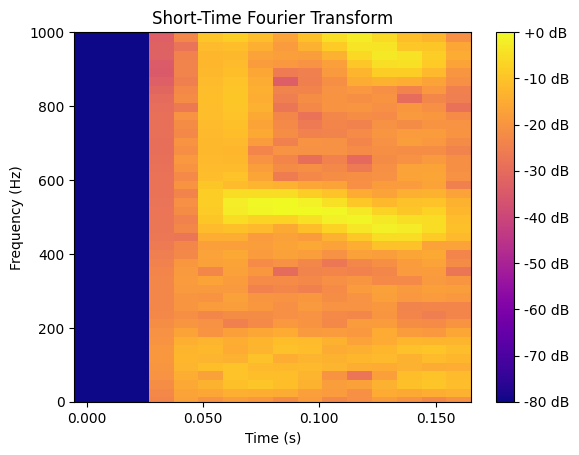 Short-Time Fourier Transform
1000
800
600
400
200
0
Frequency (Hz)
0.000
0.050
0.100
0.150
Time (s)
+0 dB
-10 dB
-20 dB
-30 dB
-40 dB
-50 dB
-60 dB
-70 dB
-80 dB